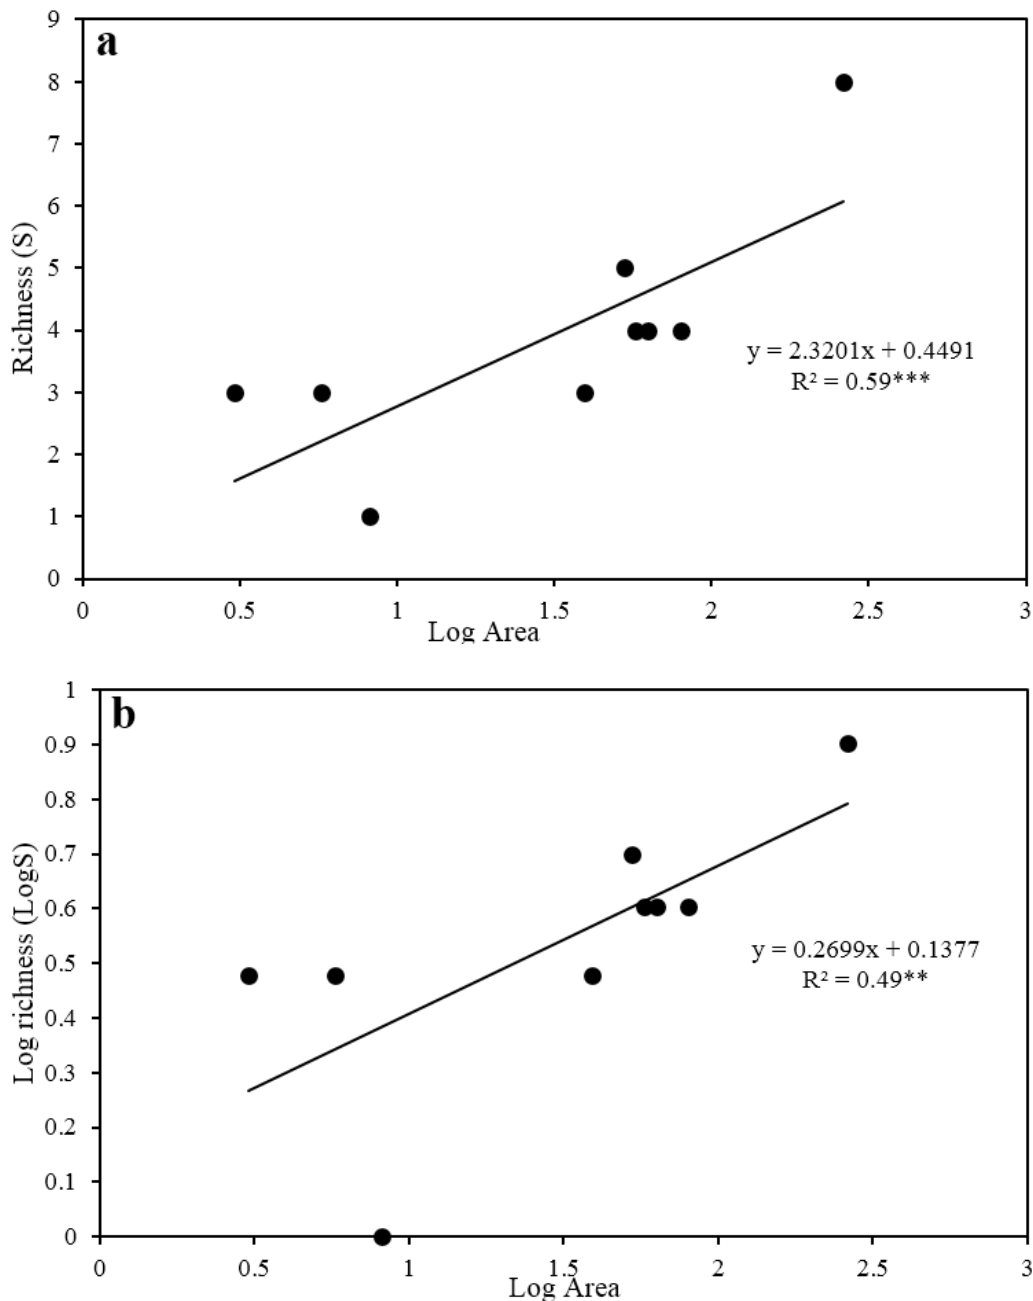 a
9
8
7
6
5
4
3
2
1
0
Richness (S)
y = 2.3201x + 0.4491
R² = 0.59***
0 0.5 1 1.5 2 2.5 3
Log Area
b
1
0.9
0.8
0.7
0.6
0.5
0.4
0.3
0.2
0.1
0
Log richness (LogS)
y = 0.2699x + 0.1377
R² = 0.49**
0 0.5 1 1.5 2 2.5 3
Log Area